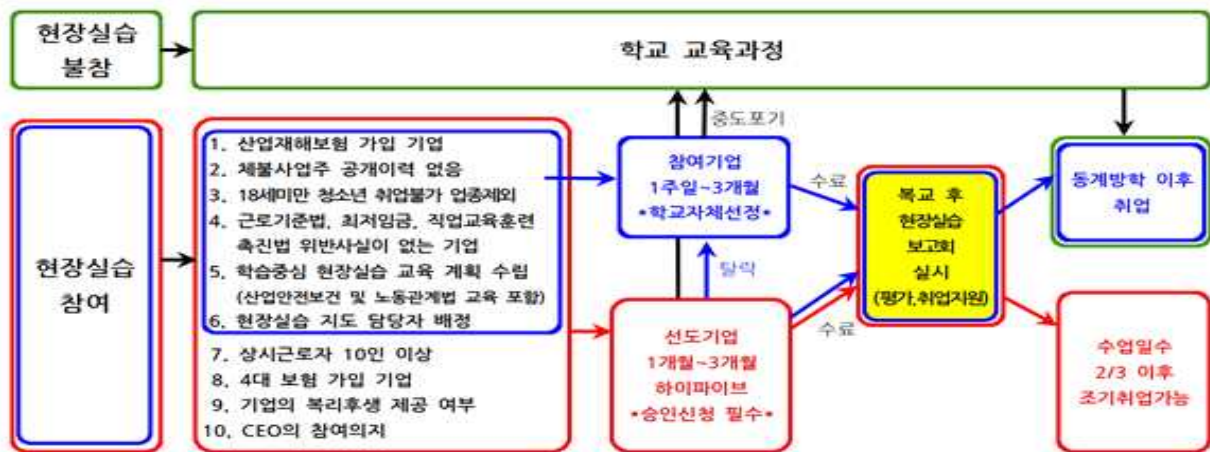 현장실습
불참
학교 교육과정
현장실습
참여
1. 산업재해보험 가입 기업
2. 체불사업주 공개이력 없음
3. 18세미만 청소년 취업불가 업종제외
4. 근로기준법, 최저임금, 직업교육훈련
촉진법 위반사실이 없는 기업
5. 학습중심 현장실습 교육 계획 수립
(산업안전보건 및 노동관계법 교육 포함)
6. 현장실습 지도 담당자 배정
7. 상시근로자 10인 이상
8. 4대 보험 가입 기업
9. 기업의 복리후생 제공 여부
10. CEO의 참여의지
중도포기
참여기업
1주일~3개월
*학교자체선정*
탈락
선도기업
1개월~3개월
하이파이브
*승인신청 필수*
수료
수료
복교 후
현장실습
보고회
실시
(평가,취업지원)
동계방학 이후
취업
수업일수
2/3 이후
조기취업가능